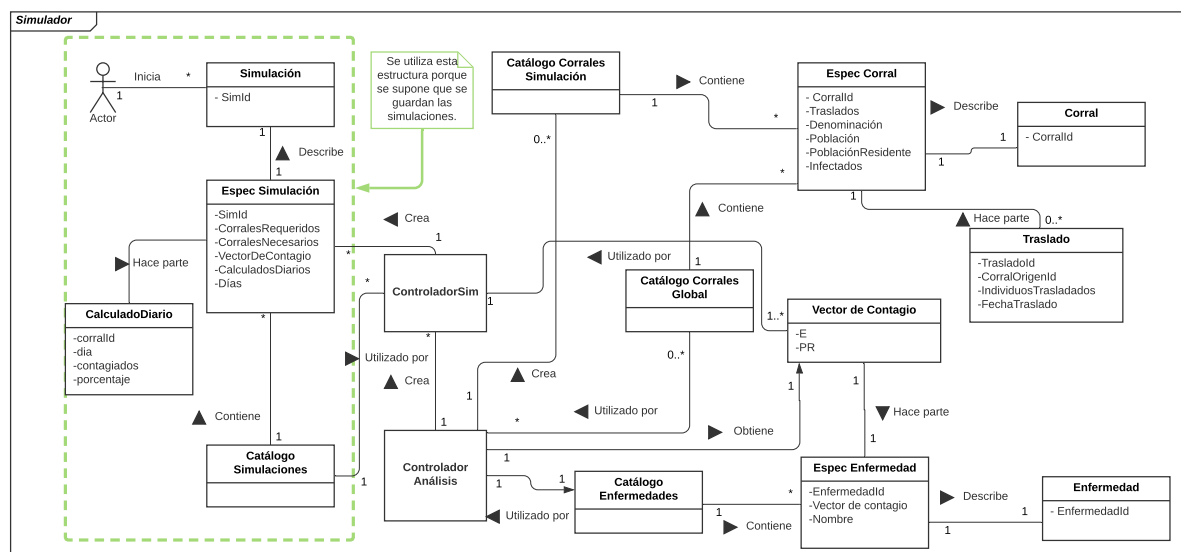 Simulador
Actor
Inicia
1
*
Simulación
- SimId
1
Describe
1
Se utiliza esta
estructura porque
se supone que se
guardan las
simulaciones.
Espec Simulación
-SimId
-CorralesRequeridos
-CorralesNecesarios
-VectorDeContagio
-CalculadosDiarios
-Días
Hace parte
CalculadoDiario
-corralId
-dia
-contagiados
-porcentaje
*
Contiene
1
Catálogo
Simulaciones
1
*
Utilizado por
Crea
1
*
ControladorSim
1
*
Crea
1
Controlador
Análisis
Catálogo Corrales
Simulación
0..*
Crea
1
1
Contiene
*
Espec Corral
- CorralId
-Traslados
-Denominación
-Población
-PoblaciónResidente
-Infectados
Describe
1
1
Corral
- CorralId
1
Hace parte
0..*
Traslado
-TrasladoId
-CorralOrigenId
-IndividuosTrasladados
-FechaTraslado
*
Contiene
1
Utilizado por
Catálogo Corrales
Global
0..*
Utilizado por
*
1..*
Vector de Contagio
-E
-PR
1
Obtiene
1
1
Hace parte
1
1
1
Utilizado por
Catálogo
Enfermedades
1
Contiene
*
Espec Enfermedad
-EnfermedadId
-Vector de contagio
-Nombre
Describe
1
1
Enfermedad
- EnfermedadId